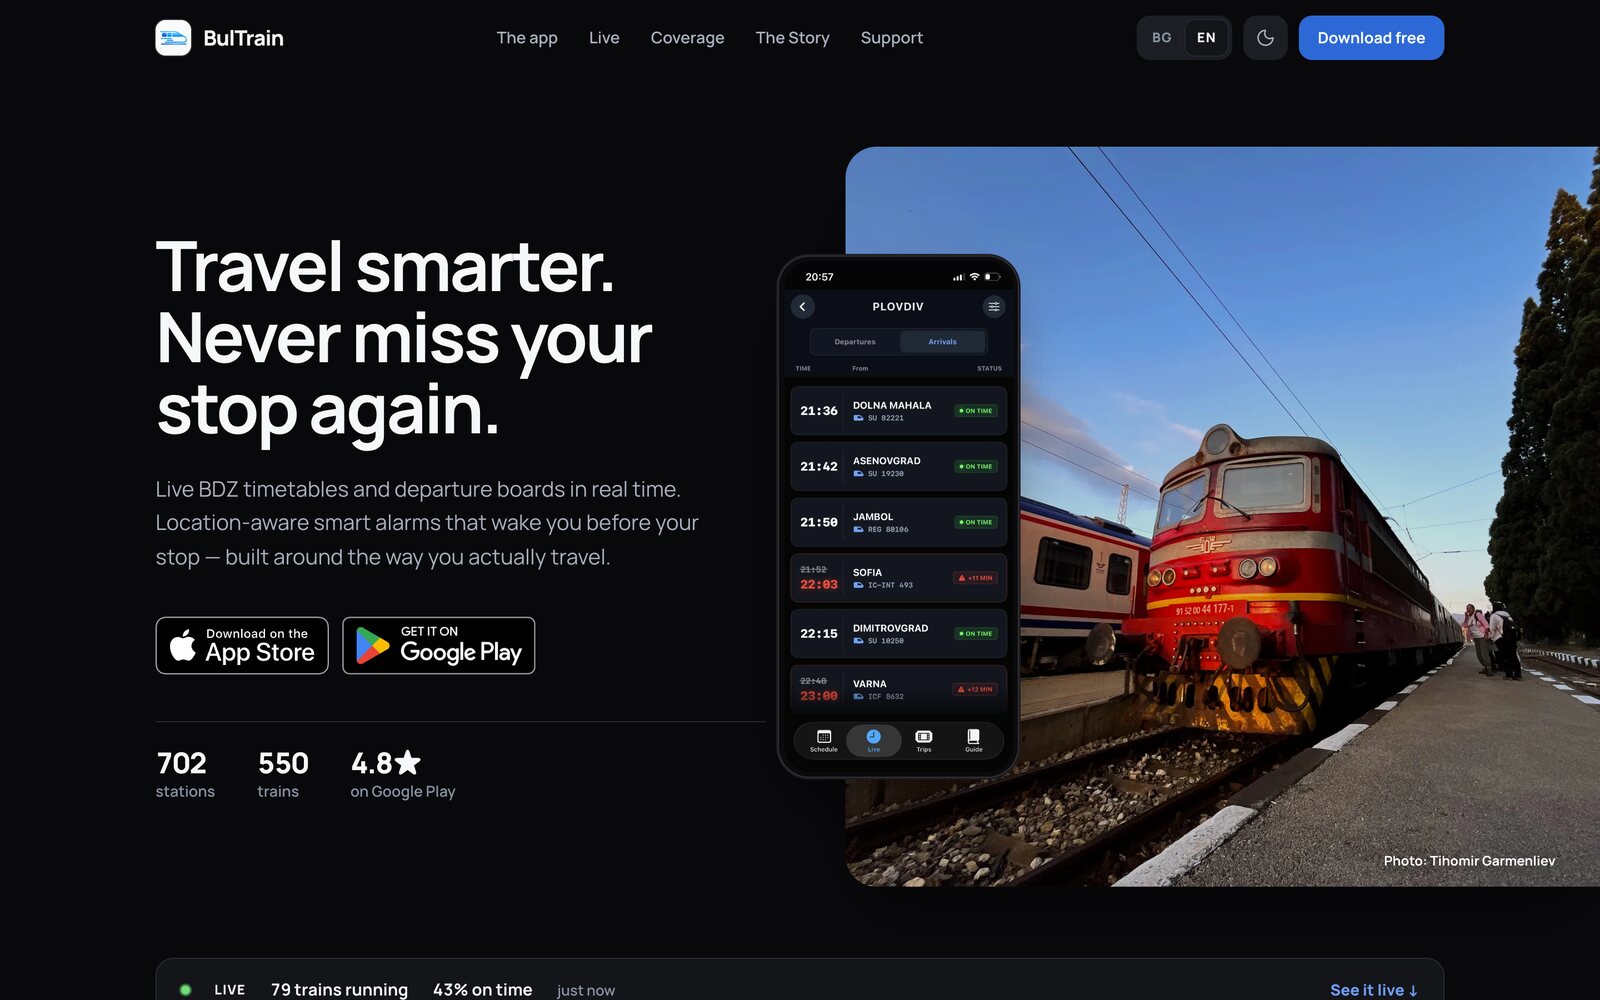 BulTrain
The app
Live
Coverage
The Story
Support
BG
EN
Download free
Travel smarter.
Never miss your
stop again.
Live BDZ timetables and departure boards in real time.
Location-aware smart alarms that wake you before your
stop — built around the way you actually travel.
Download on the
App Store
GET IT ON
Google Play
702
stations
550
trains
4.8★
on Google Play
20:57
PLOVDIV
Departures
Arrivals
TIME
From
STATUS
21:36
DOLNA MAHALA
SU 82221
ON TIME
21:42
ASENOVGRAD
SU 19230
ON TIME
21:50
JAMBOL
REG 80106
ON TIME
21:52
22:03
SOFIA
IC-INT 493
+11 MIN
22:15
DIMITROVGRAD
SU 10250
ON TIME
22:48
23:00
VARNA
ICF 8632
+12 MIN
Schedule
Live
Trips
Guide
91 52 00 44 177-1
Photo: Tihomir Garmenliev
LIVE
79 trains running
43% on time
just now
See it live ↓